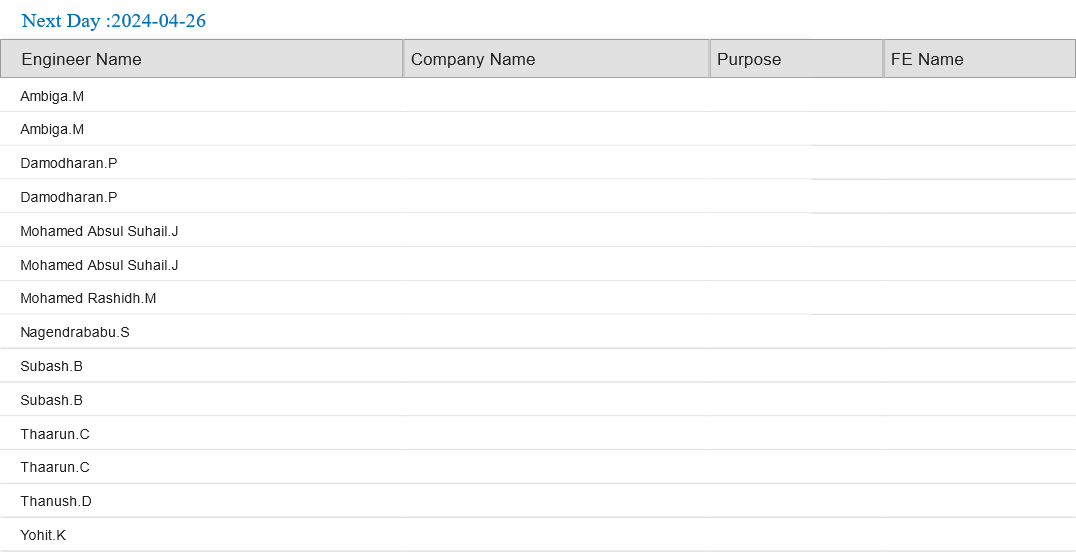 Next Day :2024-04-26
Engineer Name Company Name Purpose FE Name
Ambiga.M
Ambiga.M
Damodharan.P
Damodharan.P
Mohamed Absul Suhail.J
Mohamed Absul Suhail.J
Mohamed Rashidh.M
Nagendrababu.S
Subash.B
Subash.B
Thaarun.C
Thaarun.C
Thanush.D
Yohit.K